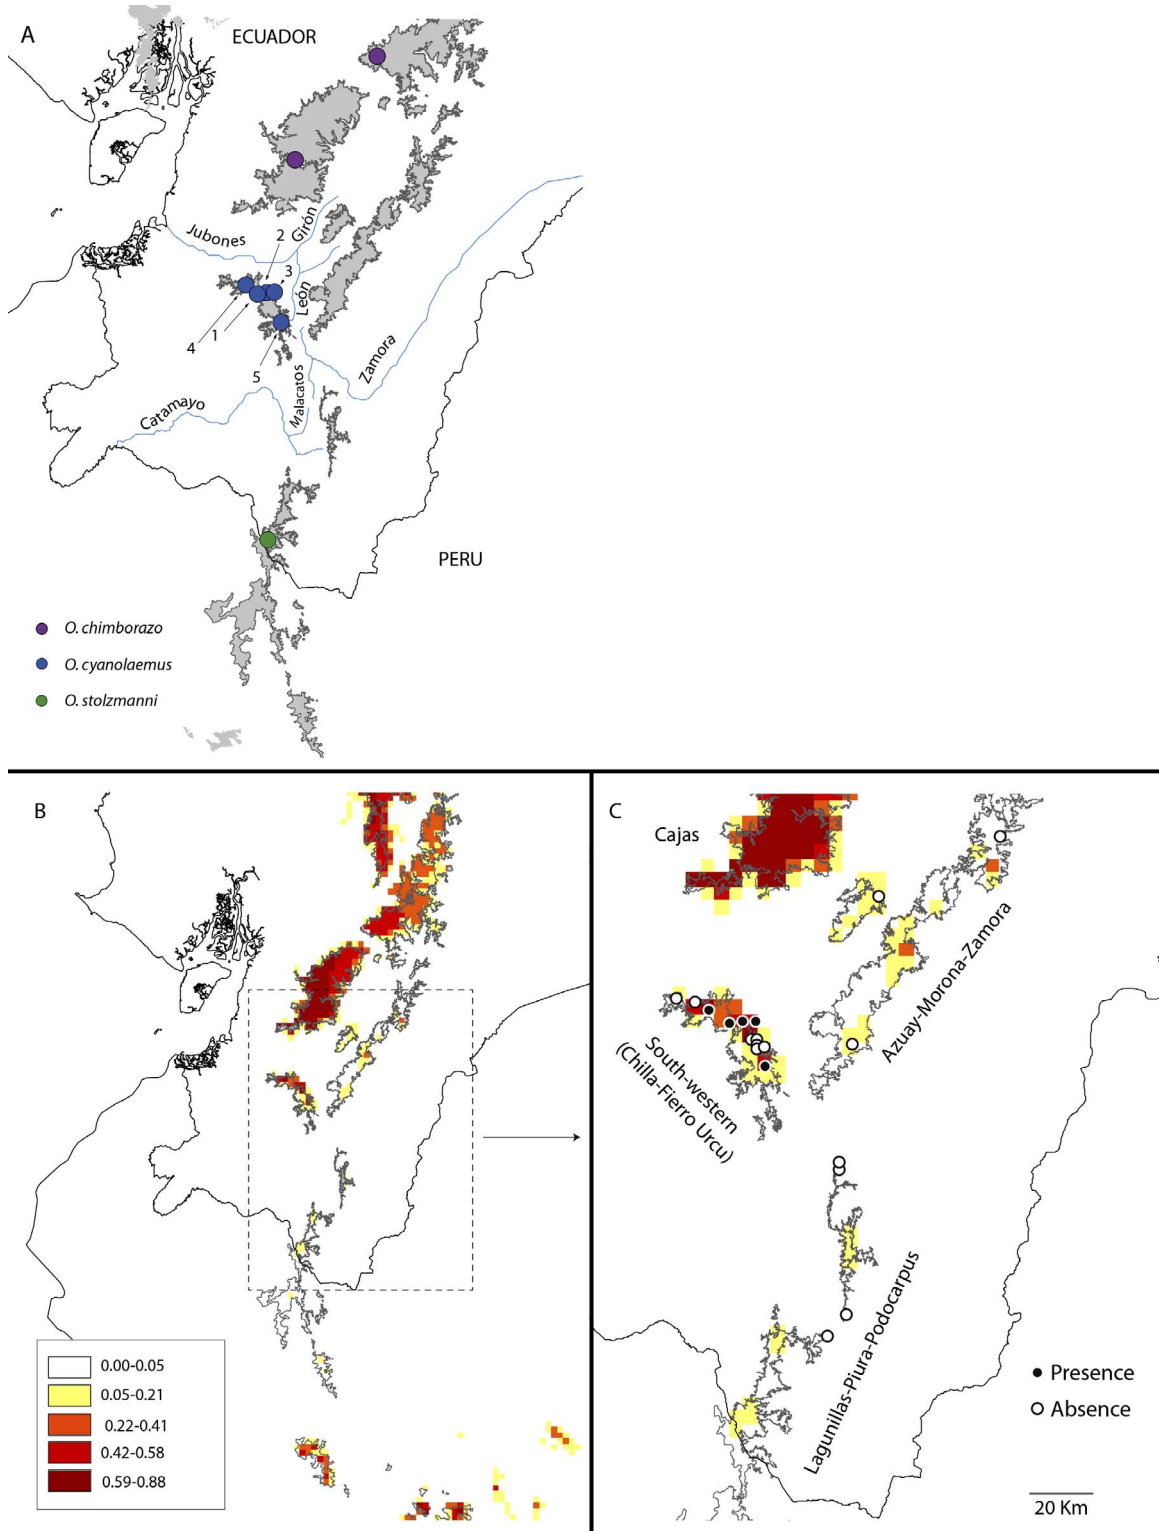 A
ECUADOR
Jubones
Girón
2
3
León
4
1
5
Malacatos
Zamora
Catamayo
PERU
O. chimborazo
O. cyanolaemus
O. stolzmanni
B
0.00-0.05
0.05-0.21
0.22-0.41
0.42-0.58
0.59-0.88
C
Cajas
Azuay-Morona-Zamora
South-western
(Chilla-Fierro Urcu)
Lagunillas-Piura-Podocarpus
Presence
Absence
20 Km